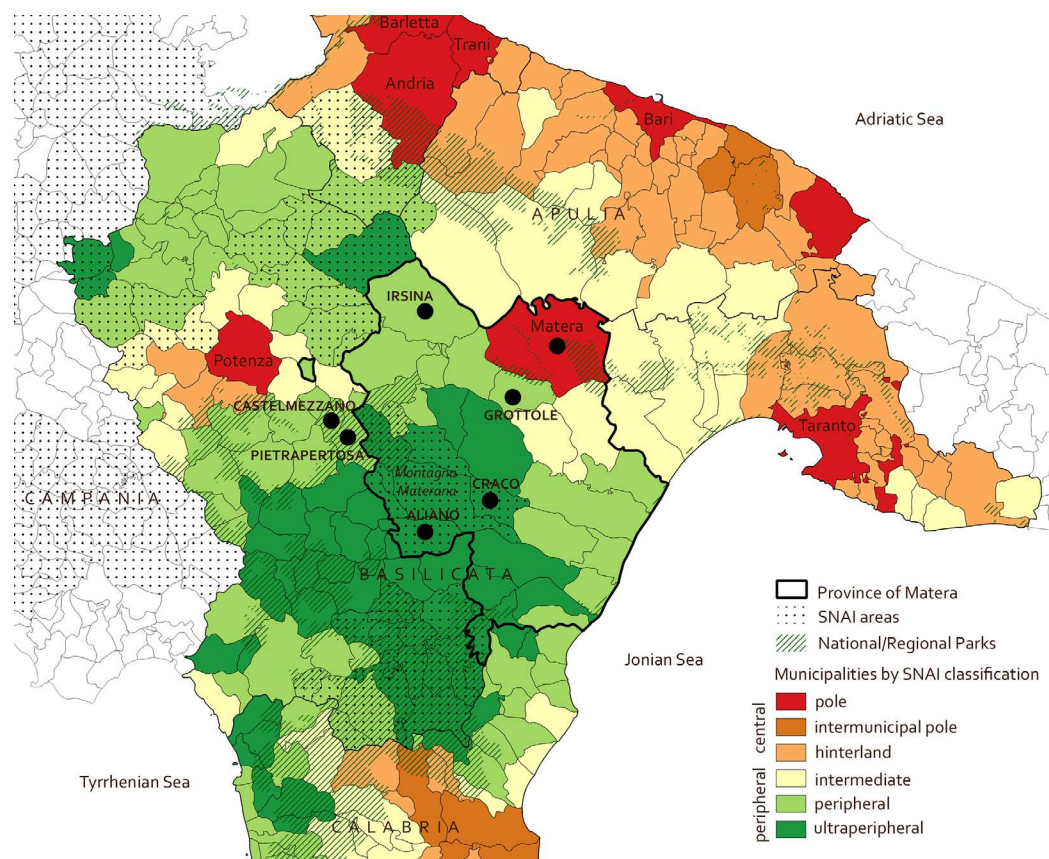 Barletta
Trani
Andria
Bari
Adriatic Sea
APULIA
IRSINA
Matera
Potenza
CASTELMEZZANO
GROTTOLE
Taranto
PIETRAPERTOSA
Montagna
Materana
CRACO
CAMPANIA
ALIANO
BASILICATA
Province of Matera
SNAI areas
National/Regional Parks
Jonian Sea
Municipalities by SNAI classification
central
pole
intermunicipal pole
hinterland
peripheral
intermediate
peripheral
ultraperipheral
Tyrrhenian Sea
CALABRIA